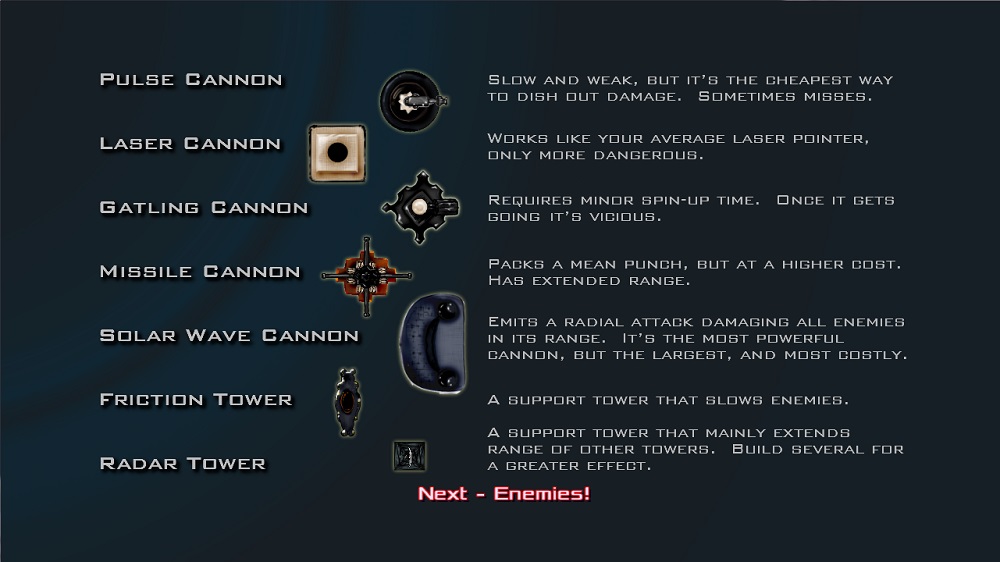 Pulse Cannon
Slow and weak, but it's the cheapest way
to dish out damage. Sometimes misses.
Laser Cannon
Works like your average laser pointer,
only more dangerous.
Gatling Cannon
Requires minor spin-up time. Once it gets
going it's vicious.
Missile Cannon
Packs a mean punch, but at a higher cost.
Has extended range.
Solar Wave Cannon
Emits a radial attack damaging all enemies
in its range. It's the most powerful
cannon, but the largest, and most costly.
Friction Tower
A support tower that slows enemies.
Radar Tower
A support tower that mainly extends
range of other towers. Build several for
a greater effect.
Next - Enemies!